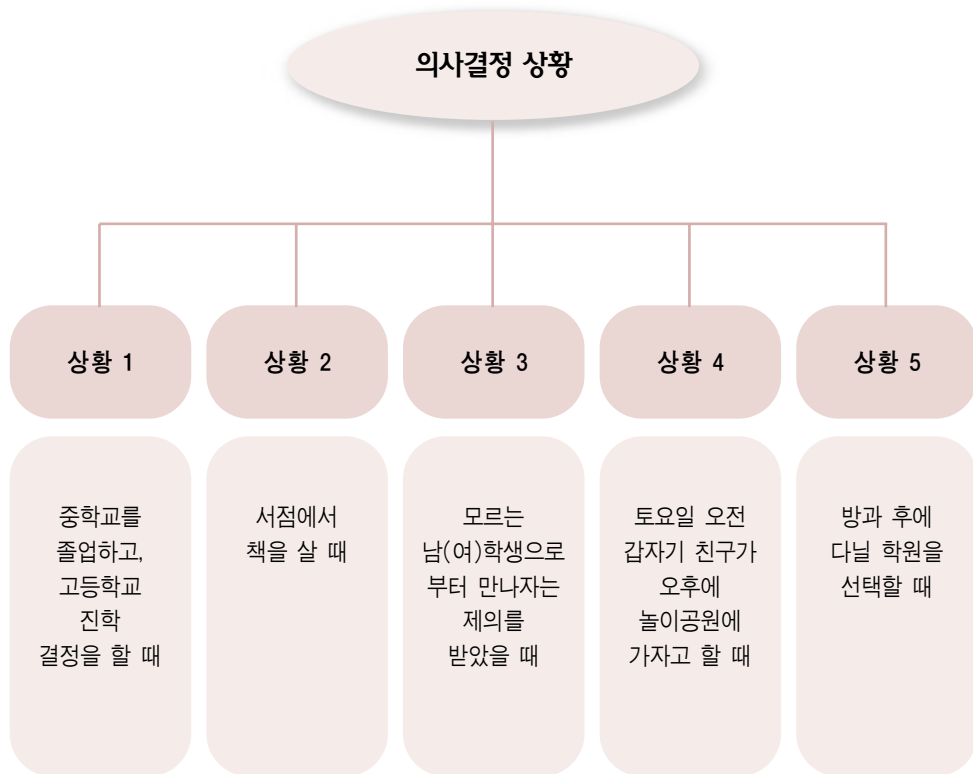 의사결정 상황
상황 1
중학교를
졸업하고,
고등학교
진학
결정을 할 때
상황 2
서점에서
책을 살 때
상황 3
모르는
남(여)학생으로
부터 만나자는
제의를
받았을 때
상황 4
토요일 오전
갑자기 친구가
오후에
놀이공원에
가자고 할 때
상황 5
방과 후에
다닐 학원을
선택할 때